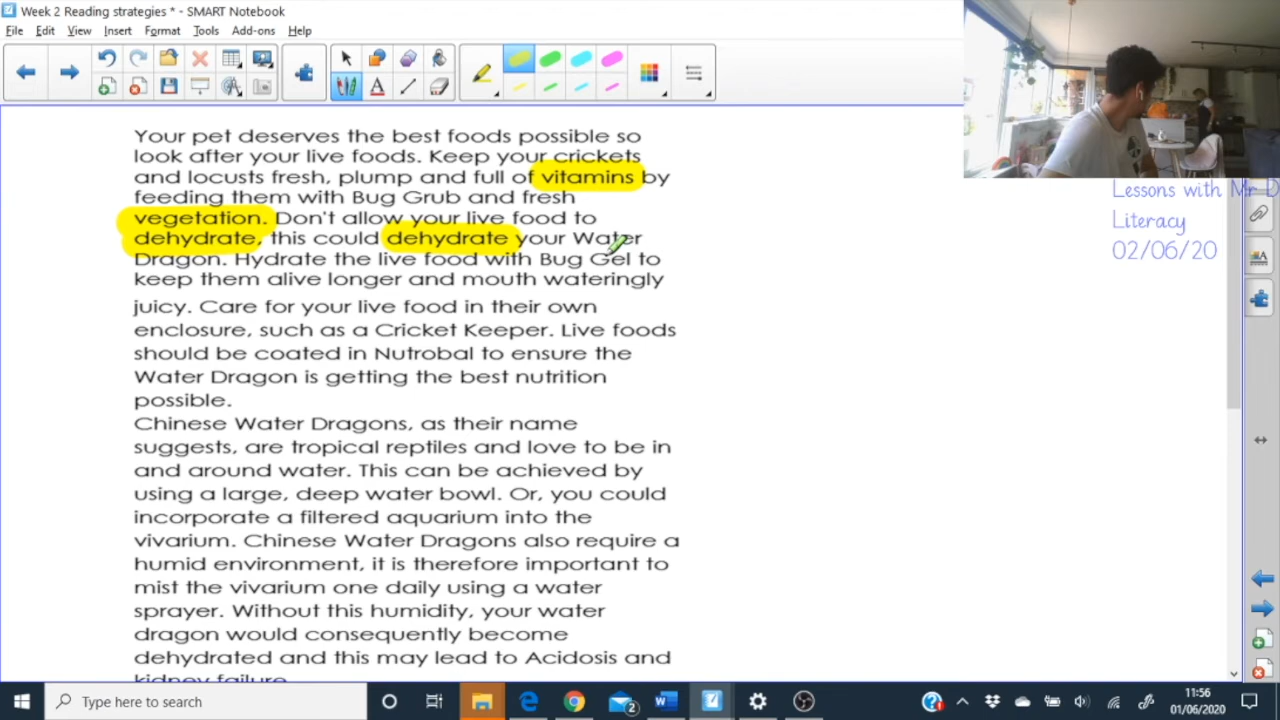 Week 2 Reading strategies * - SMART Notebook
File Edit View Insert Format Tools Add-ons Help
Your pet deserves the best foods possible so
look after your live foods. Keep your crickets
and locusts fresh, plump and full of vitamins by
feeding them with Bug Grub and fresh
vegetation. Don't allow your live food to
dehydrate, this could dehydrate your Water
Dragon. Hydrate the live food with Bug Gel to
keep them alive longer and mouth wateringly
juicy. Care for your live food in their own
enclosure, such as a Cricket Keeper. Live foods
should be coated in Nutrobal to ensure the
Water Dragon is getting the best nutrition
possible.
Chinese Water Dragons, as their name
suggests, are tropical reptiles and love to be in
and around water. This can be achieved by
using a large, deep water bowl. Or, you could
incorporate a filtered aquarium into the
vivarium. Chinese Water Dragons also require a
humid environment, it is therefore important to
mist the vivarium one daily using a water
sprayer. Without this humidity, your water
dragon would consequently become
dehydrated and this may lead to Acidosis and
kidney failure.
Lessons with Mr D
Literacy
02/06/20
Type here to search
2
11:56
01/06/2020